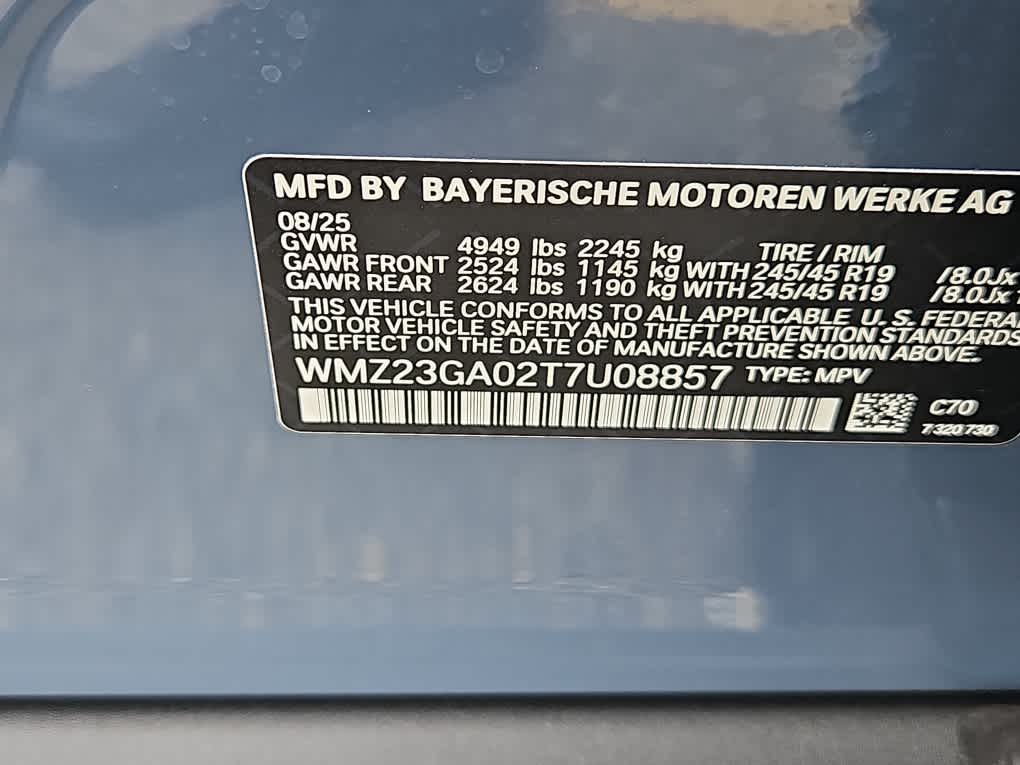 MFD BY BAYERISCHE MOTOREN WERKE AG
08/25
GVWR 4949 lbs 2245 kg TIRE / RIM
GAWR FRONT 2524 lbs 1145 kg WITH 245/45 R19 /8.0Jx
GAWR REAR 2624 lbs 1190 kg WITH 245/45 R19 /8.0Jx
THIS VEHICLE CONFORMS TO ALL APPLICABLE U. S. FEDERAL
MOTOR VEHICLE SAFETY AND THEFT PREVENTION STANDARDS
IN EFFECT ON THE DATE OF MANUFACTURE SHOWN ABOVE.
WMZ23GA02T7U08857 TYPE: MPV
C70
7 320 730